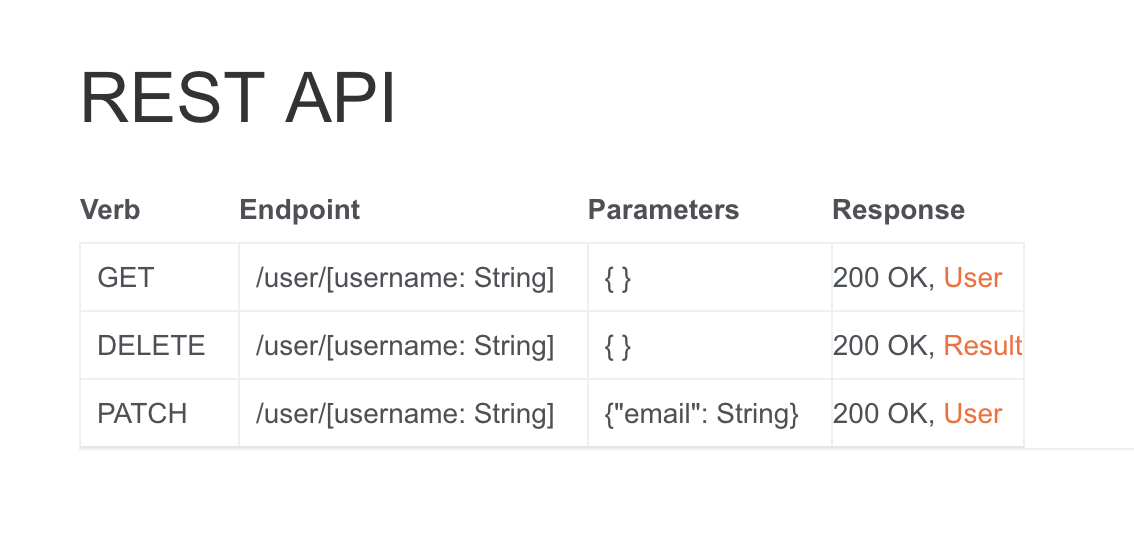 REST API
Verb Endpoint Parameters Response
GET /user/[username: String] { } 200 OK, User
DELETE /user/[username: String] { } 200 OK, Result
PATCH /user/[username: String] {"email": String} 200 OK, User